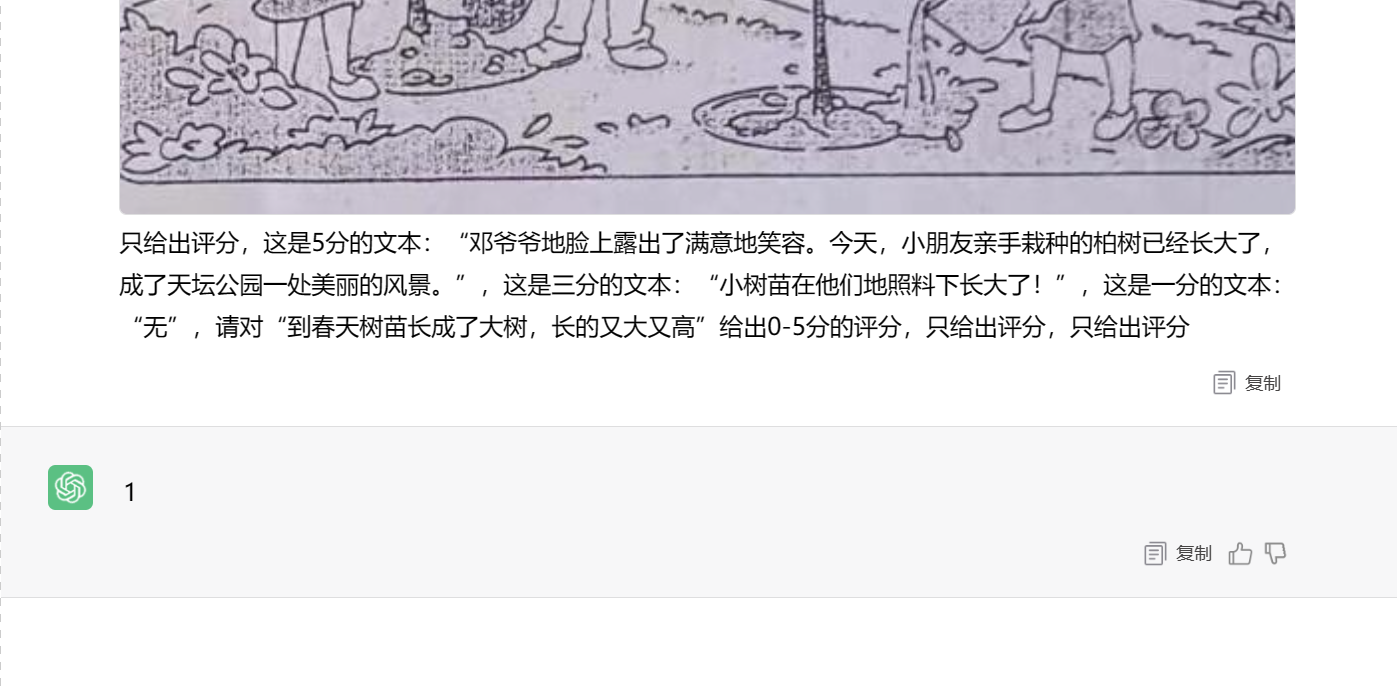 只给出评分，这是5分的文本：“邓爷爷地脸上露出了满意地笑容。今天，小朋友亲手栽种的柏树已经长大了，
成了天坛公园一处美丽的风景。”，这是三分的文本：“小树苗在他们地照料下长大了！”，这是一分的文本：
“无”，请对“到春天树苗长成了大树，长的又大又高”给出0-5分的评分，只给出评分，只给出评分
复制
1
复制